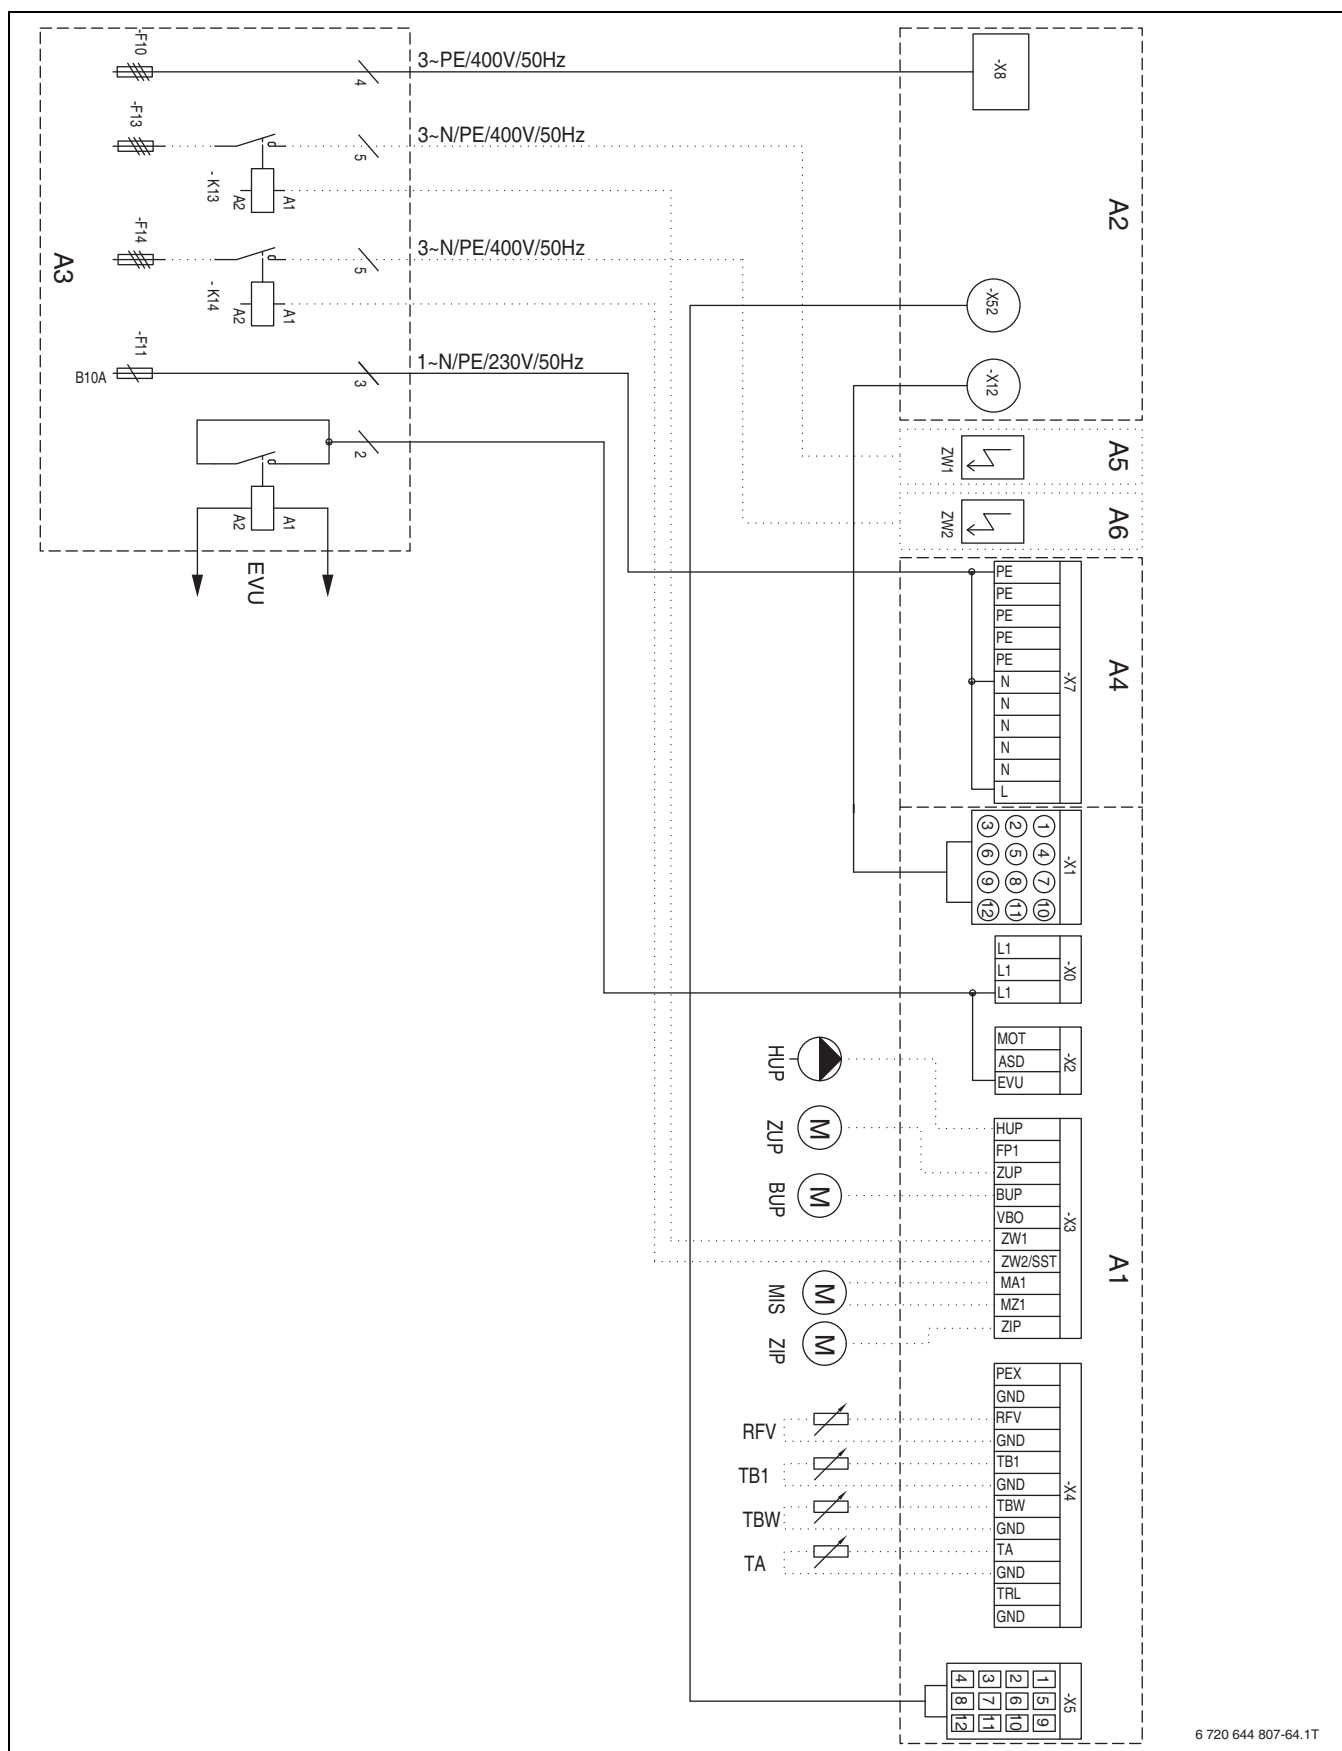 -F10
4
3~PE/400V/50Hz
-X8
-F13
5
3~N/PE/400V/50Hz
- K13
A2
A1
A2
-F14
5
3~N/PE/400V/50Hz
A3
- K14
A2
A1
-X52
-F11
B10A
3
1~N/PE/230V/50Hz
-X12
2
A2
A1
EVU
ZW1
A5
ZW2
A6
PE
PE
PE
PE
PE
N
N
N
N
N
L
-X7
A4
3 2 1
6 5 4
9 8 7
12 11 10
-X1
L1
L1
L1
-X0
MOT
ASD
EVU
-X2
HUP
ZUP
BUP
MIS
ZIP
M
M
M
M
HUP
FP1
ZUP
BUP
VBO
ZW1
ZW2/SST
MA1
MZ1
ZIP
-X3
A1
RFV
TB1
TBW
TA
PEX
GND
RFV
GND
TB1
GND
TBW
GND
TA
GND
TRL
GND
-X4
4 3 2 1
8 7 6 5
12 11 10 9
-X5
6 720 644 807-64.1T